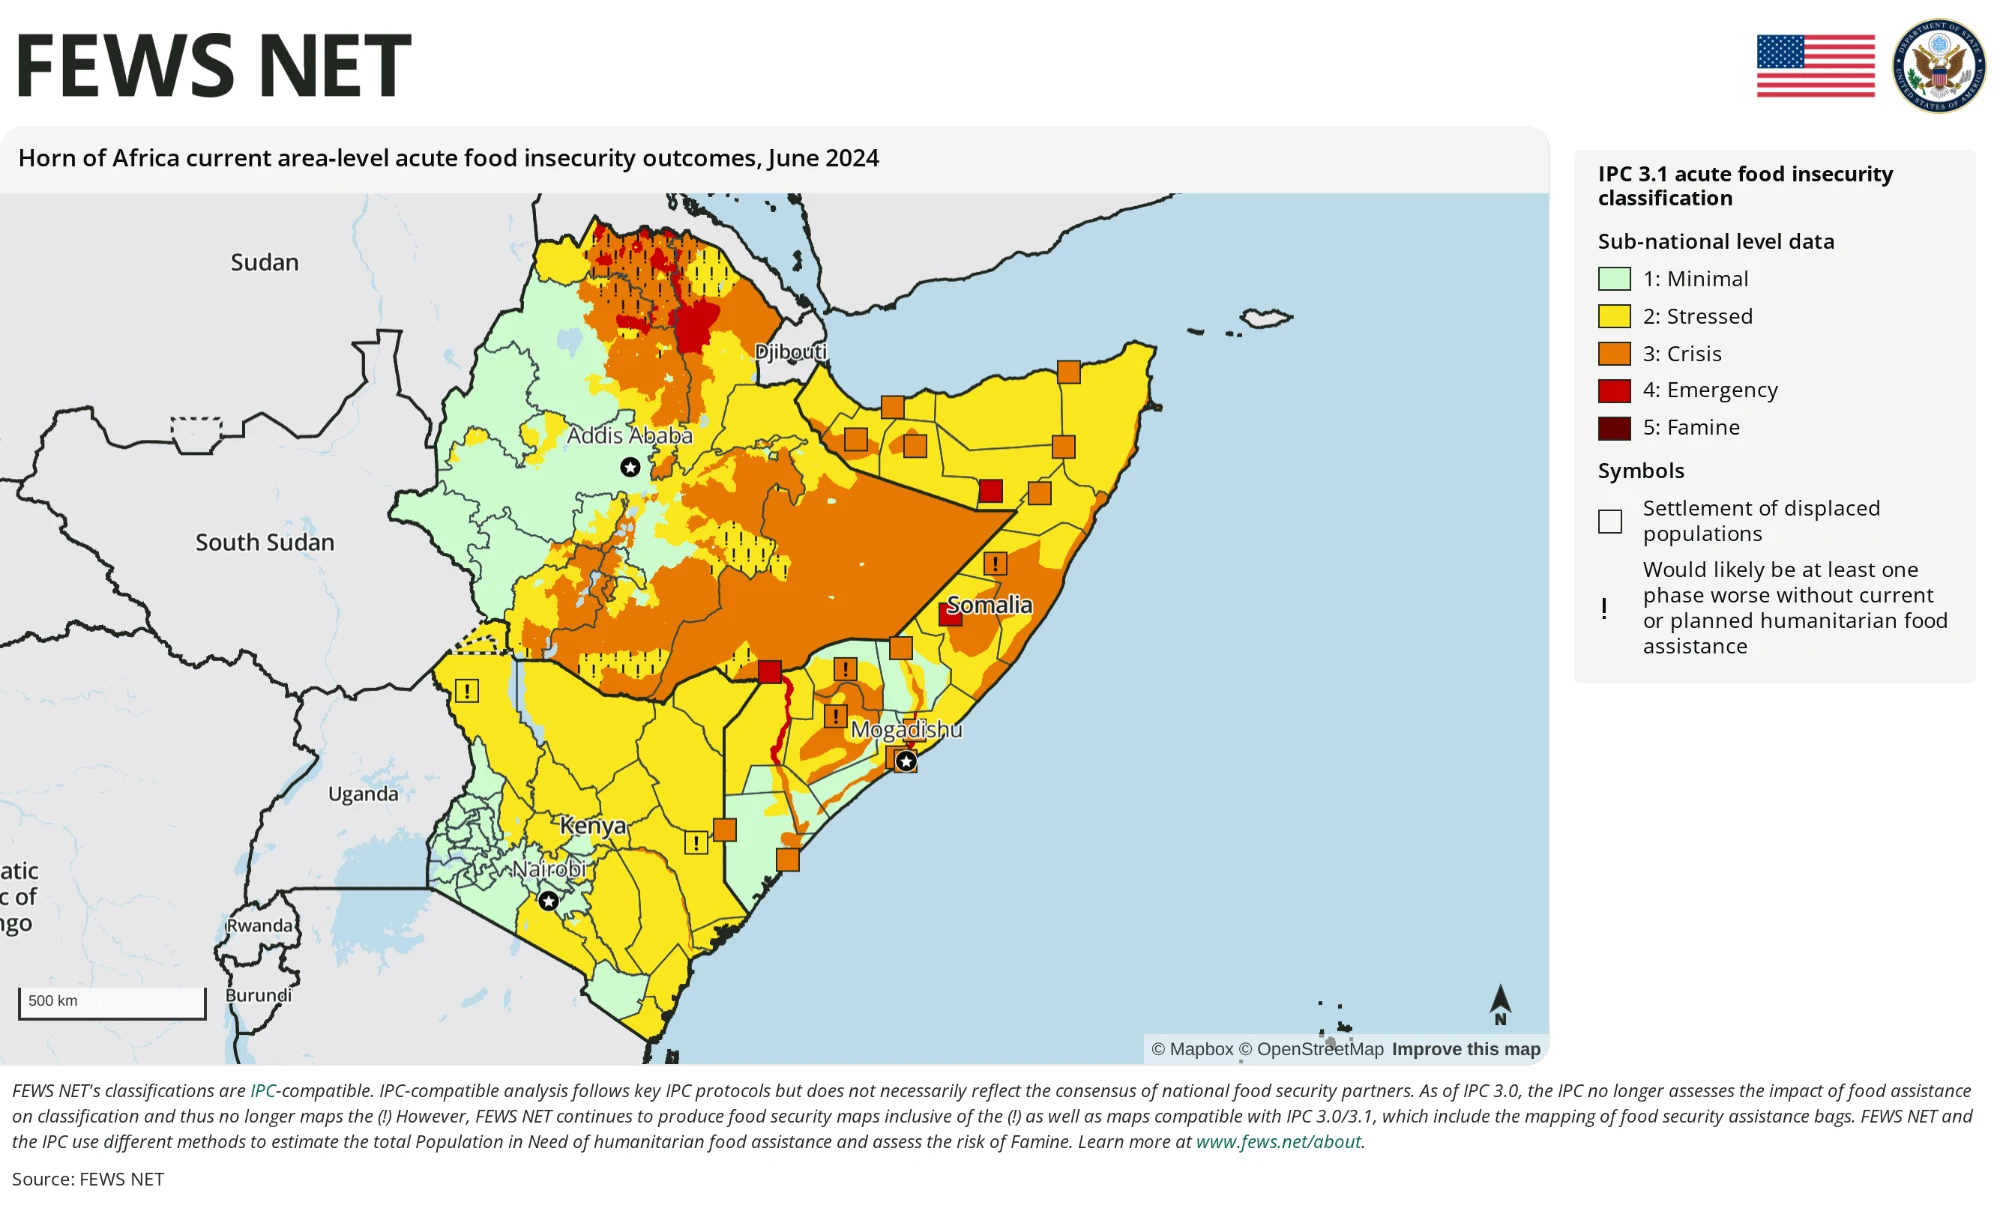 FEWS NET
Horn of Africa current area-level acute food insecurity outcomes, June 2024
Sudan
Djibouti
Addis Ababa
South Sudan
Somalia
Mogadishu
Uganda
Kenya
Nairobi
atic
c of
ngo
Rwanda
Burundi
500 km
N
© Mapbox © OpenStreetMap Improve this map
IPC 3.1 acute food insecurity
classification
Sub-national level data
1: Minimal
2: Stressed
3: Crisis
4: Emergency
5: Famine
Symbols
Settlement of displaced
populations
! Would likely be at least one
phase worse without current
or planned humanitarian food
assistance
DEPARTMENT OF STATE
UNITED STATES OF AMERICA
FEWS NET's classifications are IPC-compatible. IPC-compatible analysis follows key IPC protocols but does not necessarily reflect the consensus of national food security partners. As of IPC 3.0, the IPC no longer assesses the impact of food assistance
on classification and thus no longer maps the (!) However, FEWS NET continues to produce food security maps inclusive of the (!) as well as maps compatible with IPC 3.0/3.1, which include the mapping of food security assistance bags. FEWS NET and
the IPC use different methods to estimate the total Population in Need of humanitarian food assistance and assess the risk of Famine. Learn more at www.fews.net/about.
Source: FEWS NET